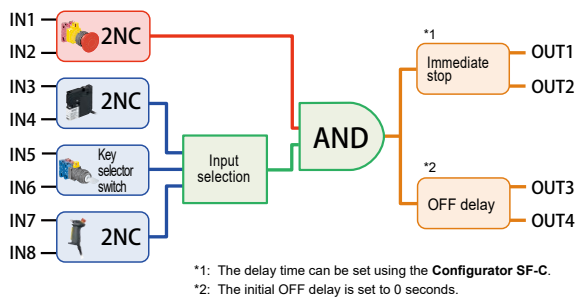 IN1
IN2
2NC
IN3
IN4
2NC
IN5
IN6
Key
selector
switch
IN7
IN8
2NC
Input
selection
AND
*1
Immediate
stop
OUT1
OUT2
*2
OFF delay
OUT3
OUT4
*1: The delay time can be set using the Configurator SF-C.
*2: The initial OFF delay is set to 0 seconds.